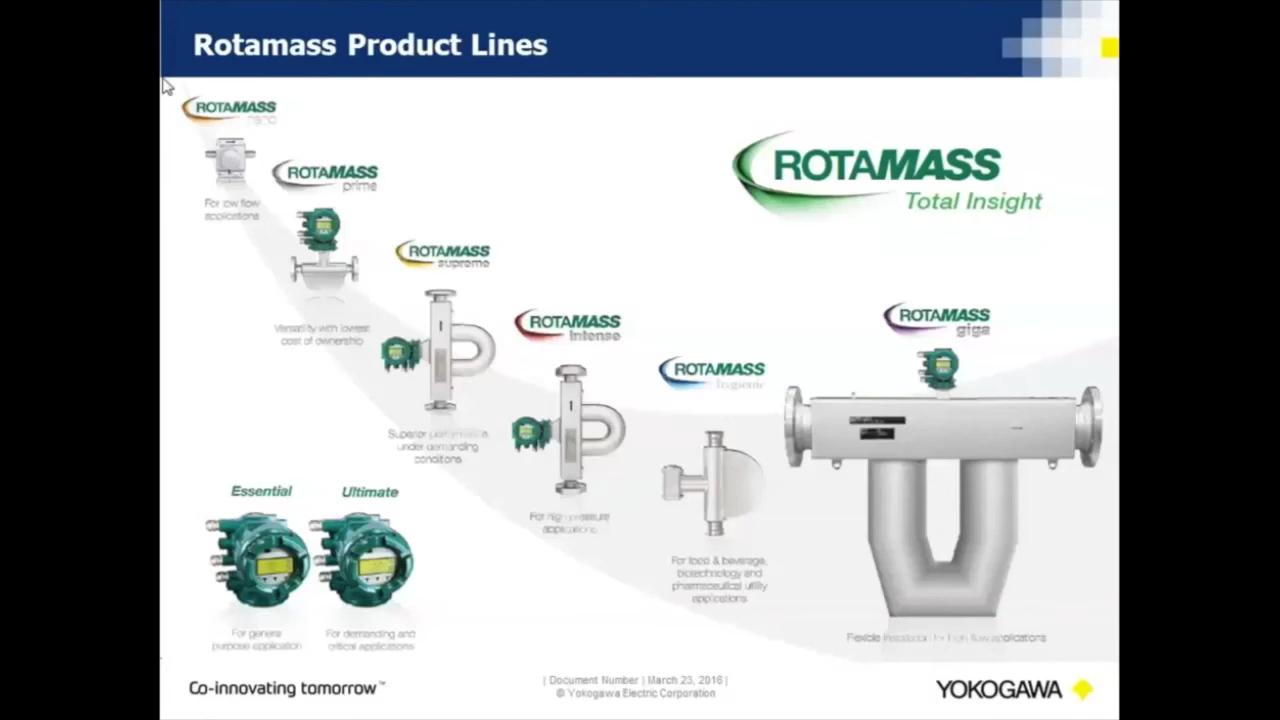 Rotamass Product Lines
ROTAMASS
nano
For low flow
applications
ROTAMASS
prime
Versatility with lowest
cost of ownership
ROTAMASS
supreme
Superior performance
under demanding
conditions
ROTAMASS
intense
For high pressure
applications
ROTAMASS
hygienic
For food & beverage,
biotechnology and
pharmaceutical utility
applications
ROTAMASS
giga
Flexible installation for high flow applications
ROTAMASS
Total Insight
Essential
For general
purpose application
Ultimate
For demanding and
critical applications
Co-innovating tomorrow™
| Document Number | March 23, 2016 |
© Yokogawa Electric Corporation
YOKOGAWA